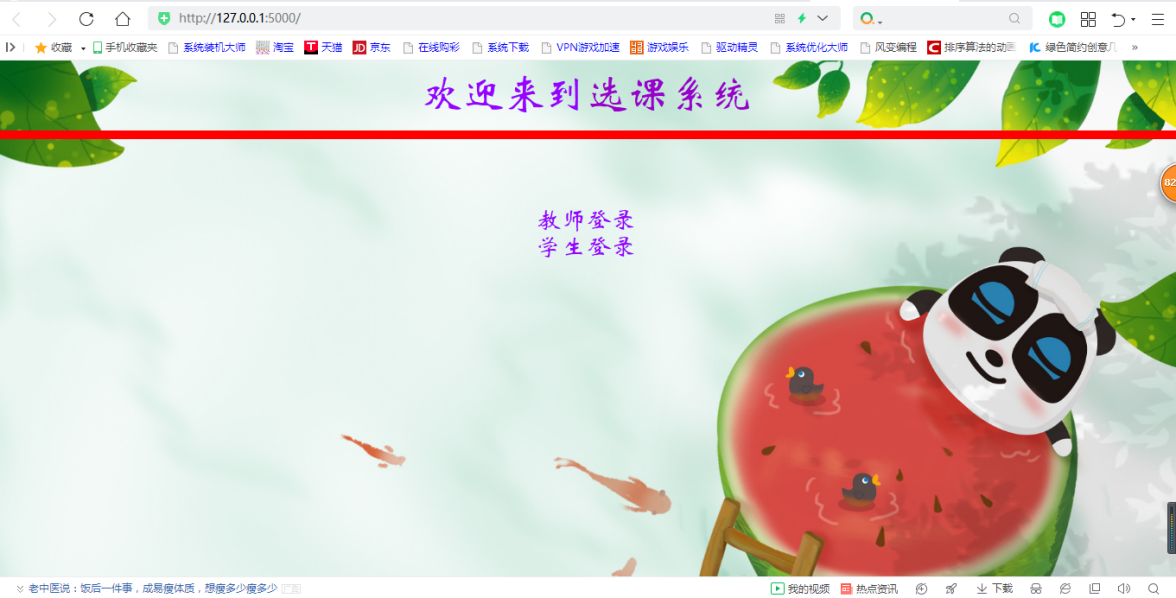 http://127.0.0.1:5000/
收藏 手机收藏夹 系统装机大师 淘宝 T 天猫 JD 京东 在线购彩 系统下载 VPN游戏加速 游戏娱乐 驱动精灵 系统优化大师 风变编程 C 排序算法的动画 绿色简约创意 »
欢迎来到选课系统
82
教师登录
学生登录
老中医说：饭后一件事，成易瘦体质，想瘦多少瘦多少 广告 我的视频 热点资讯 下载